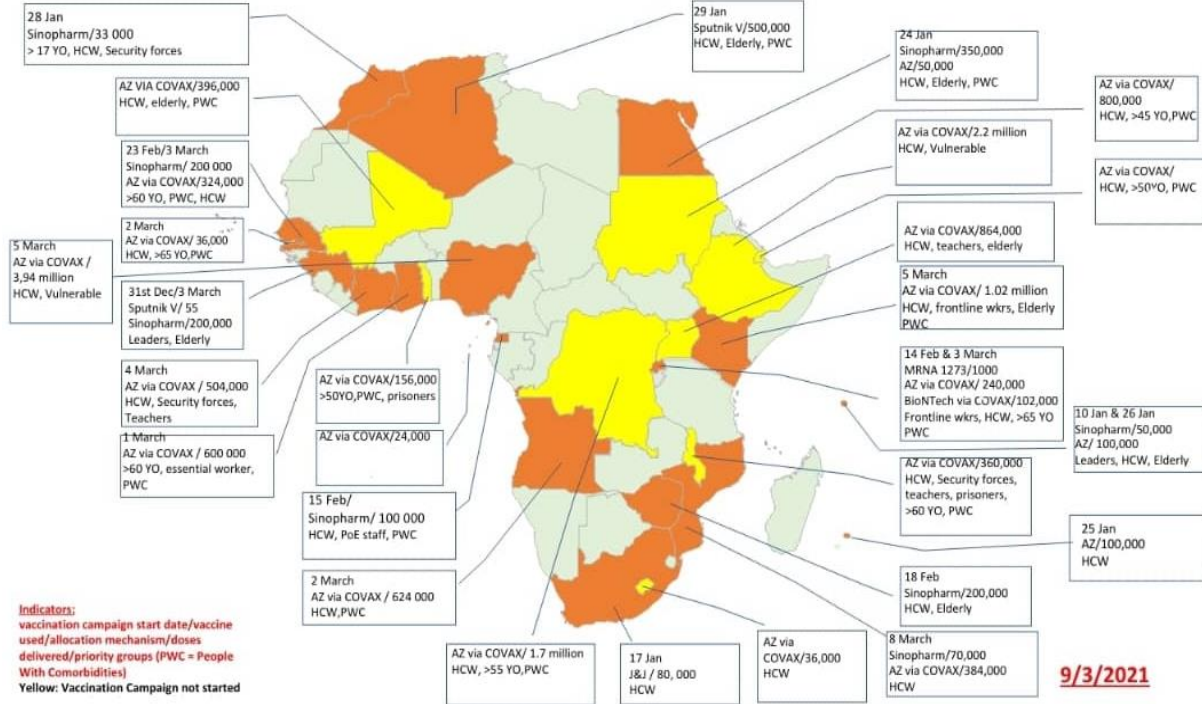 28 Jan
Sinopharm/33 000
> 17 YO, HCW, Security forces
29 Jan
Sputnik V/500,000
HCW, Elderly, PWC
24 Jan
Sinopharm/350,000
AZ/50,000
HCW, Elderly, PWC
AZ VIA COVAX/396,000
HCW, elderly, PWC
AZ via COVAX/
800,000
HCW, >45 YO,PWC
23 Feb/3 March
Sinopharm/ 200 000
AZ via COVAX/324,000
>60 YO, PWC, HCW
AZ via COVAX/2.2 million
HCW, Vulnerable
AZ via COVAX/
HCW, >50YO, PWC
2 March
AZ via COVAX/ 36,000
HCW, >65 YO,PWC
AZ via COVAX/864,000
HCW, teachers, elderly
5 March
AZ via COVAX /
3,94 million
HCW, Vulnerable
5 March
AZ via COVAX/ 1.02 million
HCW, frontline wkrs, Elderly
PWC
31st Dec/3 March
Sputnik V/ 55
Sinopharm/200,000
Leaders, Elderly
14 Feb & 3 March
MRNA 1273/1000
AZ via COVAX/ 240,000
BioNTech via COVAX/102,000
Frontline wkrs, HCW, >65 YO
PWC
4 March
AZ via COVAX / 504,000
HCW, Security forces,
Teachers
AZ via COVAX/156,000
>50YO,PWC, prisoners
10 Jan & 26 Jan
Sinopharm/50,000
AZ/ 100,000
Leaders, HCW, Elderly
1 March
AZ via COVAX / 600 000
>60 YO, essential worker,
PWC
AZ via COVAX/24,000
AZ via COVAX/360,000
HCW, Security forces,
teachers, prisoners,
>60 YO, PWC
15 Feb/
Sinopharm/ 100 000
HCW, PoE staff, PWC
25 Jan
AZ/100,000
HCW
2 March
AZ via COVAX / 624 000
HCW,PWC
18 Feb
Sinopharm/200,000
HCW, Elderly
Indicators:
vaccination campaign start date/vaccine
used/allocation mechanism/doses
delivered/priority groups (PWC = People
With Comorbidities)
Yellow: Vaccination Campaign not started
AZ via COVAX/ 1.7 million
HCW, >55 YO,PWC
17 Jan
J&J / 80, 000
HCW
AZ via
COVAX/36,000
HCW
8 March
Sinopharm/70,000
AZ via COVAX/384,000
HCW
9/3/2021